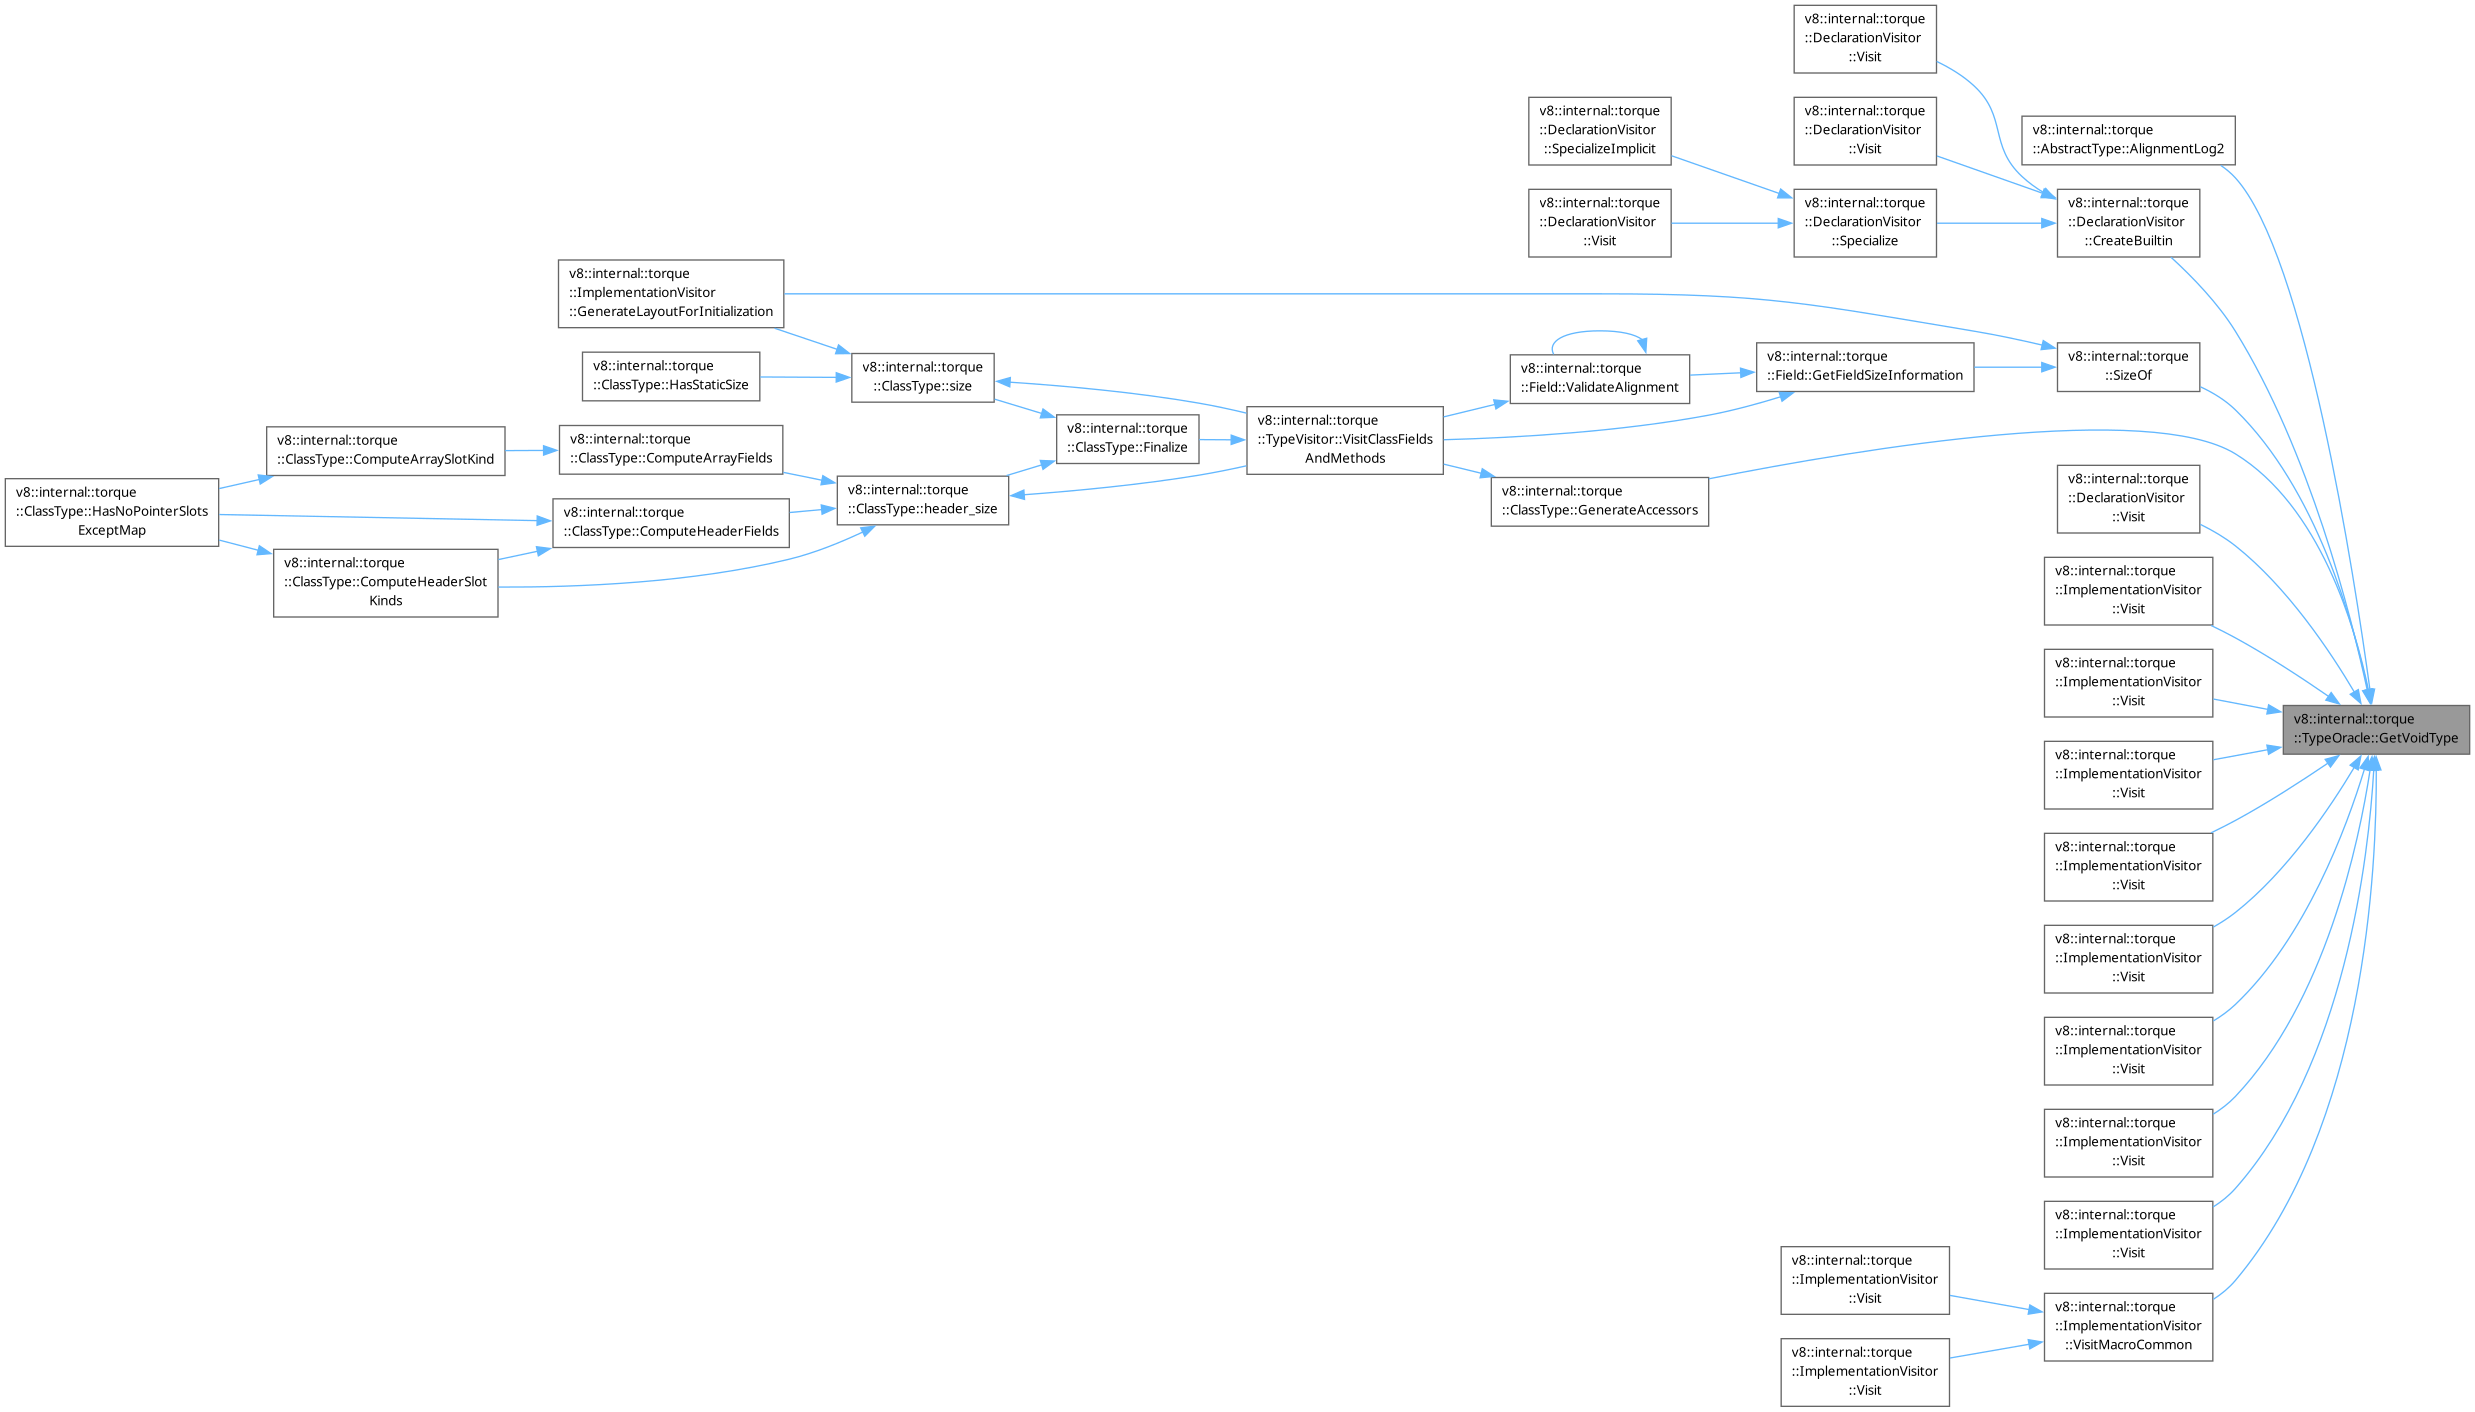 v8::internal::torque
::DeclarationVisitor
::Visit
v8::internal::torque
::DeclarationVisitor
::SpecializeImplicit
v8::internal::torque
::DeclarationVisitor
::Visit
v8::internal::torque
::AbstractType::AlignmentLog2
v8::internal::torque
::DeclarationVisitor
::Visit
v8::internal::torque
::DeclarationVisitor
::Specialize
v8::internal::torque
::DeclarationVisitor
::CreateBuiltin
v8::internal::torque
::ImplementationVisitor
::GenerateLayoutForInitialization
v8::internal::torque
::ClassType::HasStaticSize
v8::internal::torque
::ClassType::size
v8::internal::torque
::Field::ValidateAlignment
v8::internal::torque
::Field::GetFieldSizeInformation
v8::internal::torque
::SizeOf
v8::internal::torque
::ClassType::ComputeArraySlotKind
v8::internal::torque
::ClassType::ComputeArrayFields
v8::internal::torque
::ClassType::Finalize
v8::internal::torque
::TypeVisitor::VisitClassFields
AndMethods
v8::internal::torque
::ClassType::HasNoPointerSlots
ExceptMap
v8::internal::torque
::ClassType::ComputeHeaderFields
v8::internal::torque
::ClassType::header_size
v8::internal::torque
::ClassType::GenerateAccessors
v8::internal::torque
::DeclarationVisitor
::Visit
v8::internal::torque
::ClassType::ComputeHeaderSlot
Kinds
v8::internal::torque
::ImplementationVisitor
::Visit
v8::internal::torque
::ImplementationVisitor
::Visit
v8::internal::torque
::TypeOracle::GetVoidType
v8::internal::torque
::ImplementationVisitor
::Visit
v8::internal::torque
::ImplementationVisitor
::Visit
v8::internal::torque
::ImplementationVisitor
::Visit
v8::internal::torque
::ImplementationVisitor
::Visit
v8::internal::torque
::ImplementationVisitor
::Visit
v8::internal::torque
::ImplementationVisitor
::Visit
v8::internal::torque
::ImplementationVisitor
::Visit
v8::internal::torque
::ImplementationVisitor
::VisitMacroCommon
v8::internal::torque
::ImplementationVisitor
::Visit